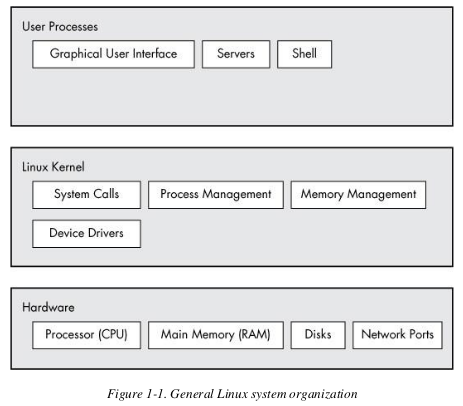 User Processes
Graphical User Interface Servers Shell
Linux Kernel
System Calls Process Management Memory Management
Device Drivers
Hardware
Processor (CPU) Main Memory (RAM) Disks Network Ports
Figure 1-1. General Linux system organization